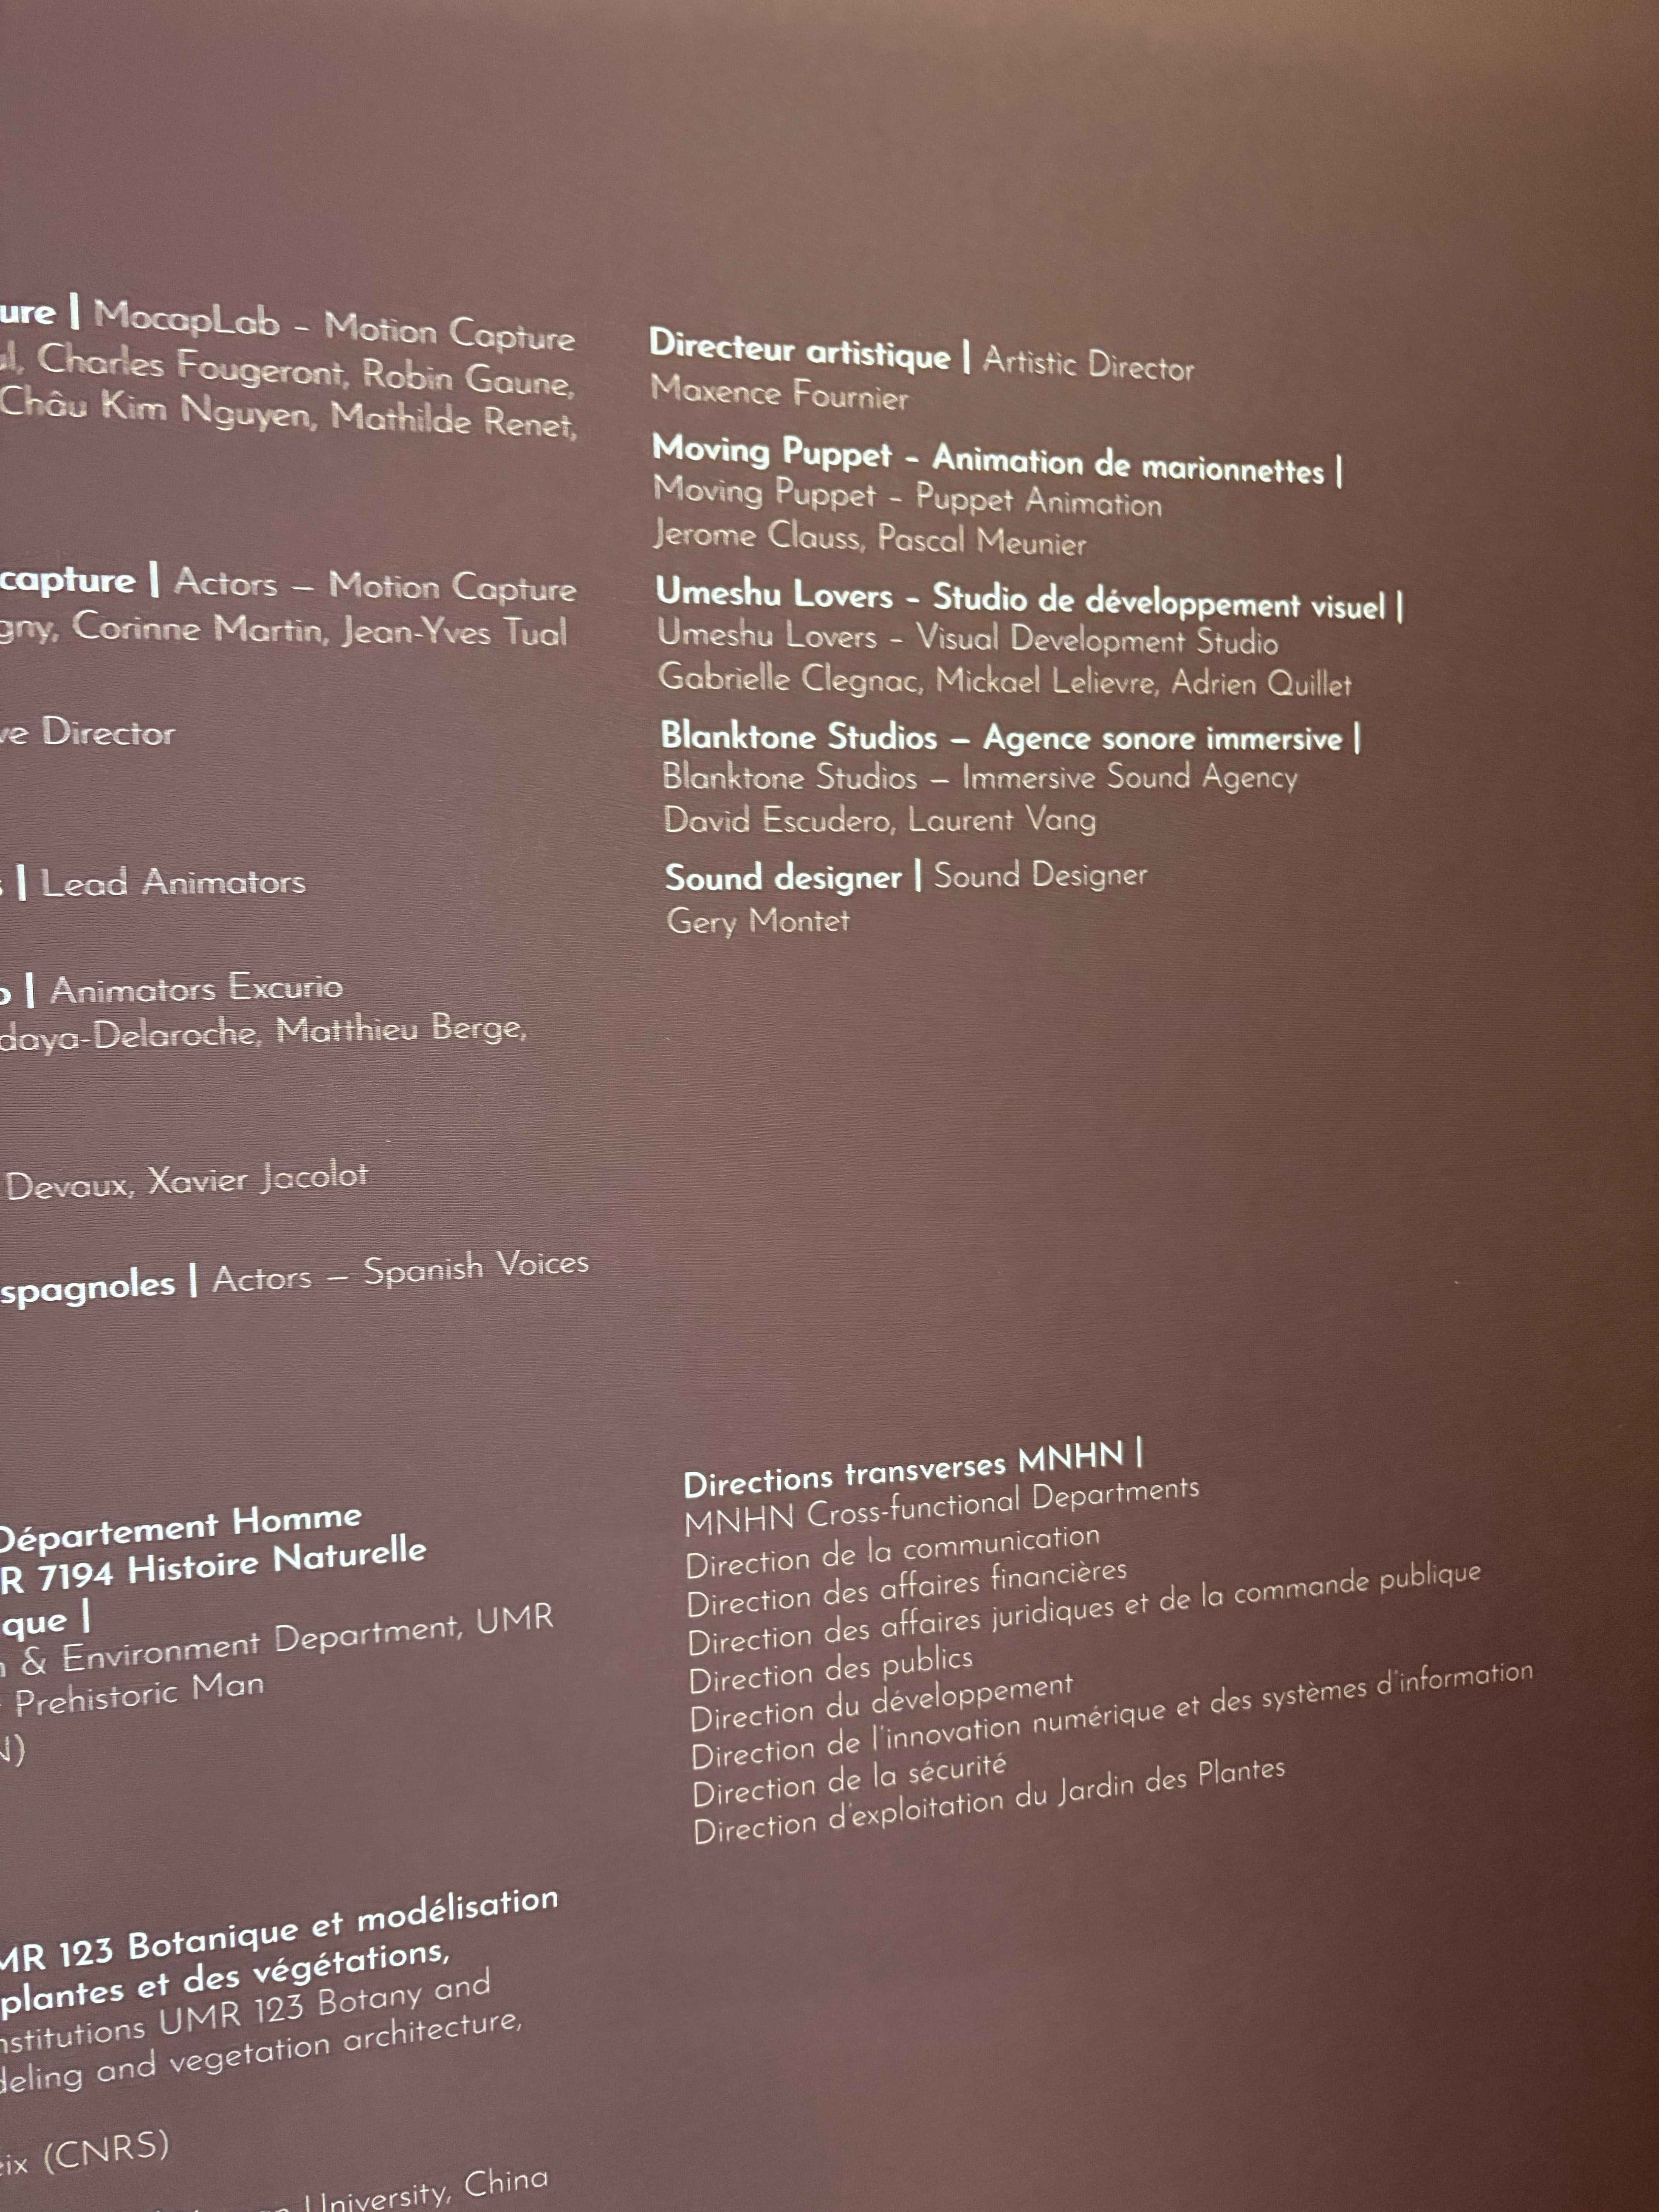 ure | MocapLab - Motion Capture
Charles Fougeront, Robin Gaune,
Châu Kim Nguyen, Mathilde Renet,
capture | Actors – Motion Capture
gny, Corinne Martin, Jean-Yves Tual
ve Director
s | Lead Animators
o | Animators Excurio
daya-Delaroche, Matthieu Berge,
Devaux, Xavier Jacolot
spagnoles | Actors – Spanish Voices
Département Homme
R 7194 Histoire Naturelle
que |
& Environment Department, UMR
Prehistoric Man
N)
MR 123 Botanique et modélisation
plantes et des végétations,
nstitutions UMR 123 Botany and
deling and vegetation architecture,
eix (CNRS)
University, China
Directeur artistique | Artistic Director
Maxence Fournier
Moving Puppet - Animation de marionnettes |
Moving Puppet - Puppet Animation
Jerome Clauss, Pascal Meunier
Umeshu Lovers - Studio de développement visuel |
Umeshu Lovers - Visual Development Studio
Gabrielle Clegnac, Mickael Lelievre, Adrien Quillet
Blanktone Studios – Agence sonore immersive |
Blanktone Studios – Immersive Sound Agency
David Escudero, Laurent Vang
Sound designer | Sound Designer
Gery Montet
Directions transverses MNHN |
MNHN Cross-functional Departments
Direction de la communication
Direction des affaires financières
Direction des affaires juridiques et de la commande publique
Direction des publics
Direction du développement
Direction de l'innovation numérique et des systèmes d'information
Direction de la sécurité
Direction d'exploitation du Jardin des Plantes